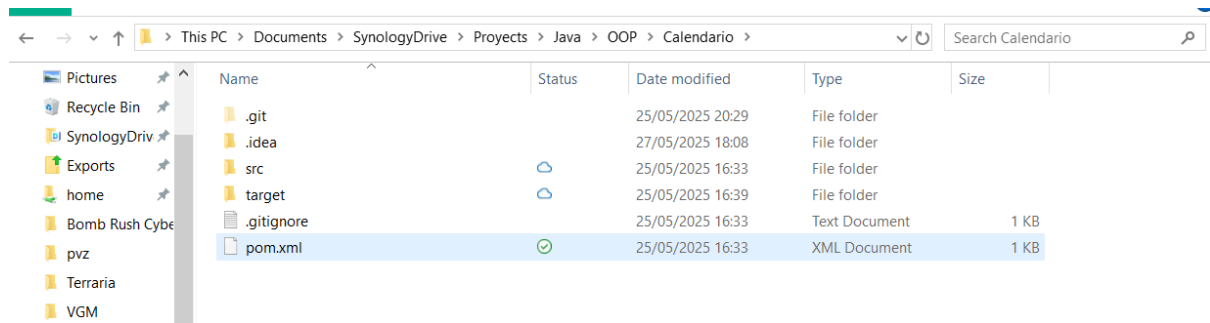 This PC > Documents > SynologyDrive > Proyects > Java > OOP > Calendario >
Search Calendario
Pictures
Recycle Bin
SynologyDriv
Exports
home
Bomb Rush Cybe
pvz
Terraria
VGM
Name Status Date modified Type Size
.git 25/05/2025 20:29 File folder
.idea 27/05/2025 18:08 File folder
src 25/05/2025 16:33 File folder
target 25/05/2025 16:39 File folder
.gitignore 25/05/2025 16:33 Text Document 1 KB
pom.xml 25/05/2025 16:33 XML Document 1 KB